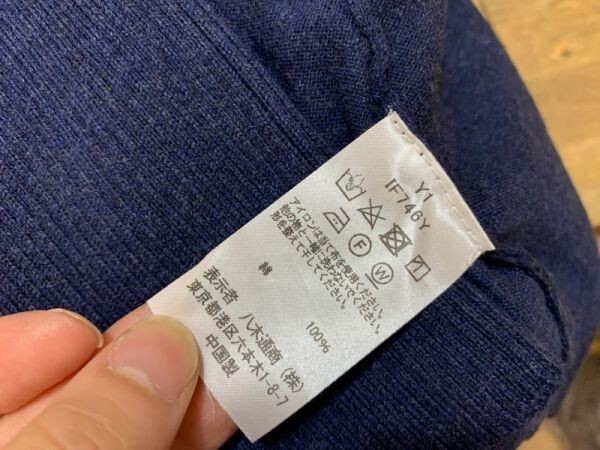 Y1
IF746Y
F
W
アイロンは当て布を使用ください。
他の物と一緒に洗わないでください。
形を整えて干してください。
綿 100%
表示者 八木通商（株）
東京都港区六本木1-8-7
中国製